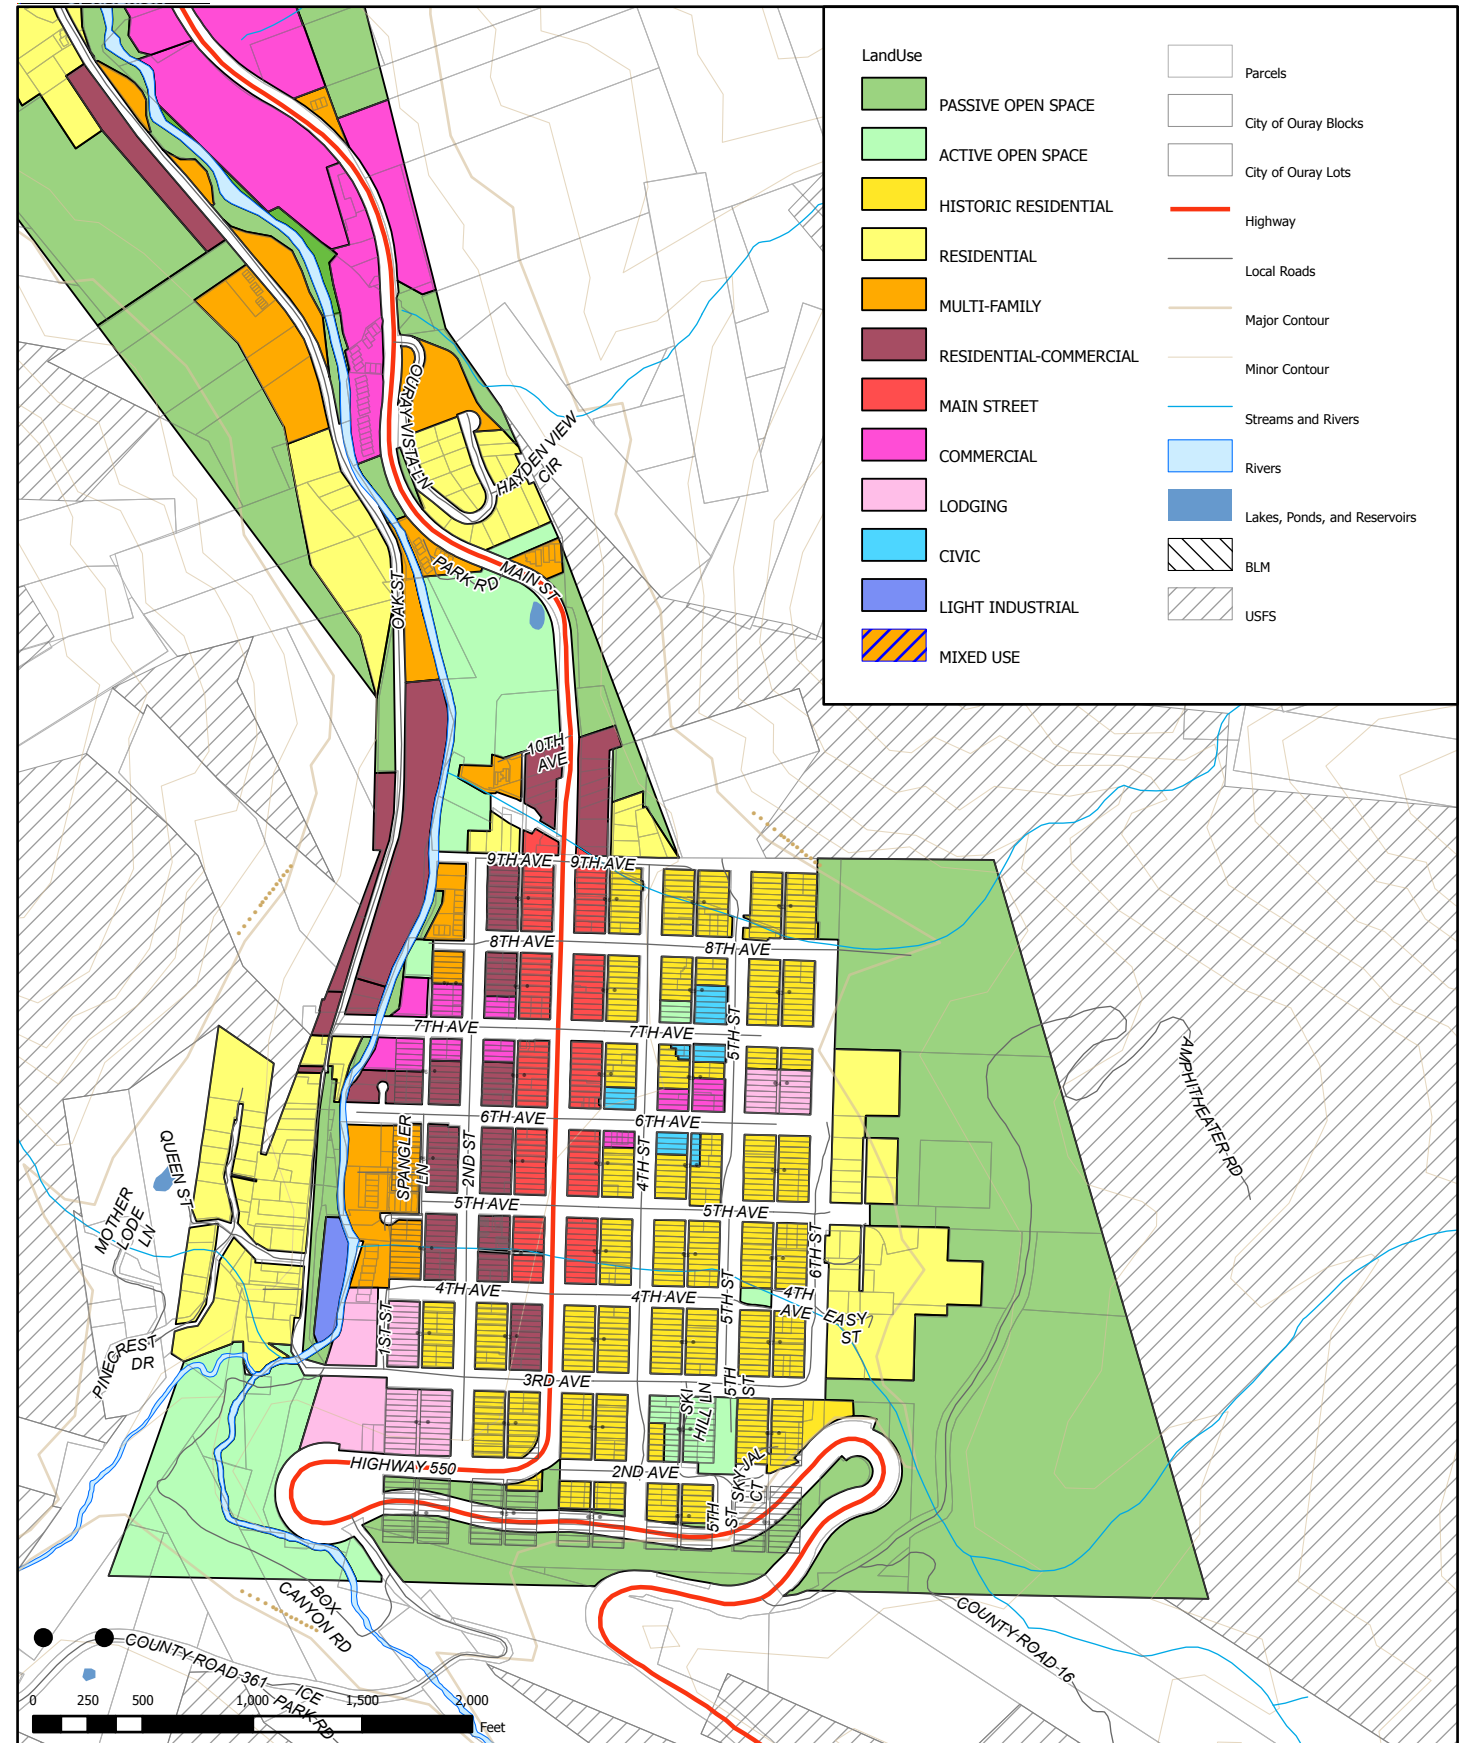 LandUse
PASSIVE OPEN SPACE
ACTIVE OPEN SPACE
HISTORIC RESIDENTIAL
RESIDENTIAL
MULTI-FAMILY
RESIDENTIAL-COMMERCIAL
MAIN STREET
COMMERCIAL
LODGING
CIVIC
LIGHT INDUSTRIAL
MIXED USE
Parcels
City of Ouray Blocks
City of Ouray Lots
Highway
Local Roads
Major Contour
Minor Contour
Streams and Rivers
Rivers
Lakes, Ponds, and Reservoirs
BLM
USFS
OURAY-VISTA-LN
HAYDEN VIEW
CIR
PARK-RD
MAIN ST
OAK-ST
10TH
AVE
9TH-AVE
9TH-AVE
8TH-AVE
8TH-AVE
7TH-AVE
7TH-AVE
5TH-ST
6TH-AVE
6TH-AVE
SPANGLER
LN
2ND-ST
4TH-ST
5TH-AVE
5TH-AVE
QUEEN ST
MOTHER
LODE
LN
AMPHITHEATER-RD
6TH-ST
5TH-ST
4TH-AVE
4TH-AVE
4TH
AVE
EASY
ST
1ST-ST
PINECREST
DR
3RD-AVE
5TH
ST
SKI
HILL LN
HIGHWAY-550
2ND AVE
SKY-JAL
CT
5TH
ST
BOX
CANYON RD
COUNTY-ROAD-16
COUNTY-ROAD 361
ICE
PARK-RD
0 250 500 1,000 1,500 2,000
Feet